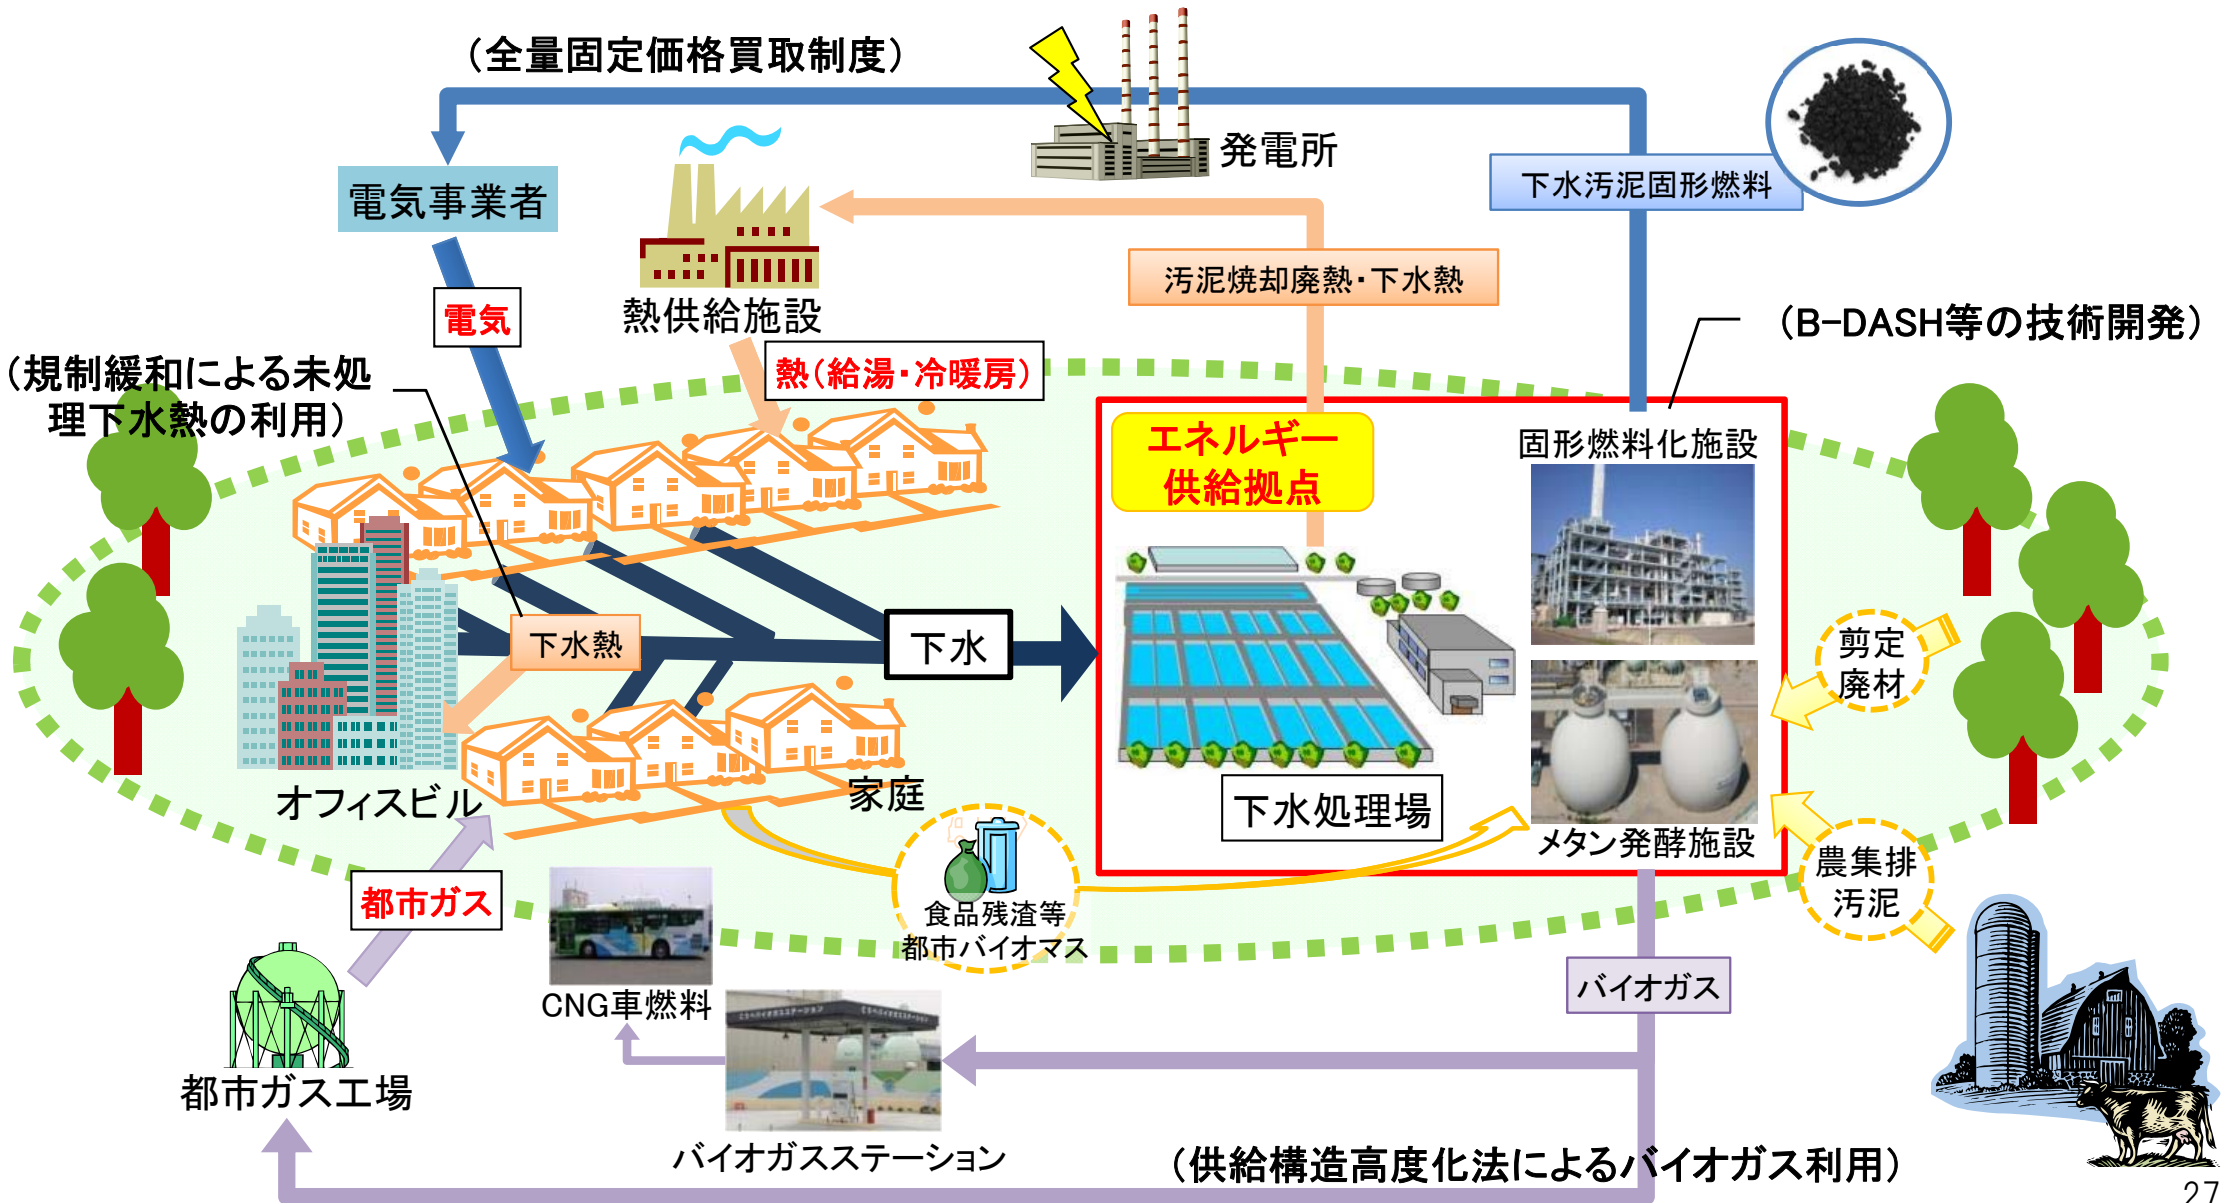 （全量固定価格買取制度）
発電所
下水汚泥固形燃料
電気事業者
汚泥焼却廃熱・下水熱
電気
熱供給施設
（B-DASH等の技術開発）
熱（給湯・冷暖房）
（規制緩和による未処
理下水熱の利用）
エネルギー
供給拠点
固形燃料化施設
下水熱
下水
剪定
廃材
オフィスビル
家庭
下水処理場
メタン発酵施設
農集排
汚泥
都市ガス
食品残渣等
都市バイオマス
CNG車燃料
バイオガス
都市ガス工場
バイオガスステーション
（供給構造高度化法によるバイオガス利用）
27